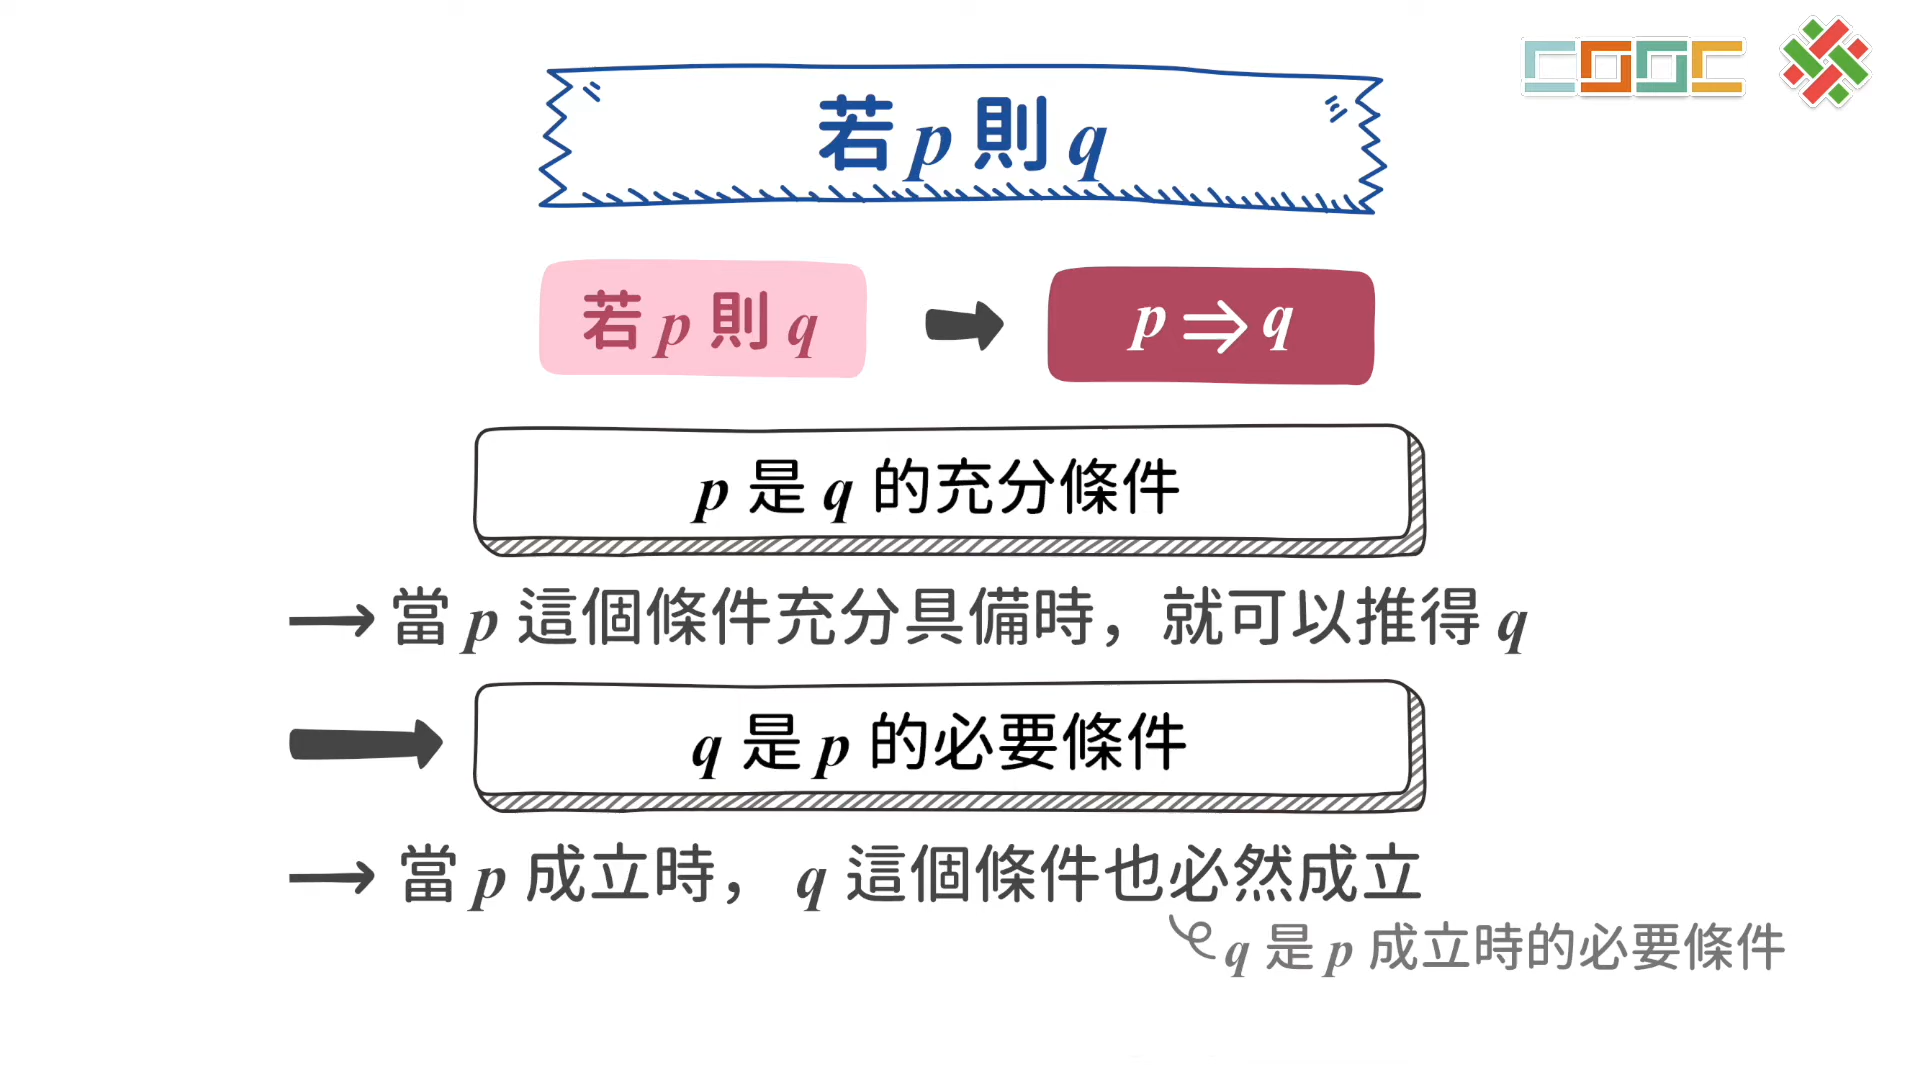 COOC
若 p 則 q
若 p 則 q
p ⇒ q
p 是 q 的充分條件
當 p 這個條件充分具備時，就可以推得 q
q 是 p 的必要條件
當 p 成立時， q 這個條件也必然成立
q 是 p 成立時的必要條件